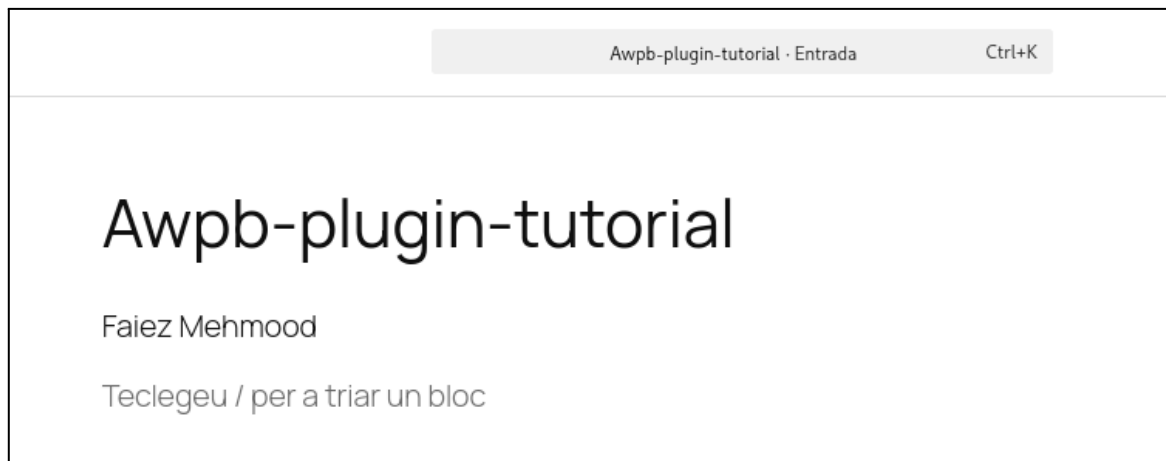 Awpb-plugin-tutorial · Entrada Ctrl+K
Awpb-plugin-tutorial
Faiez Mehmood
Teclegeu / per a triar un bloc